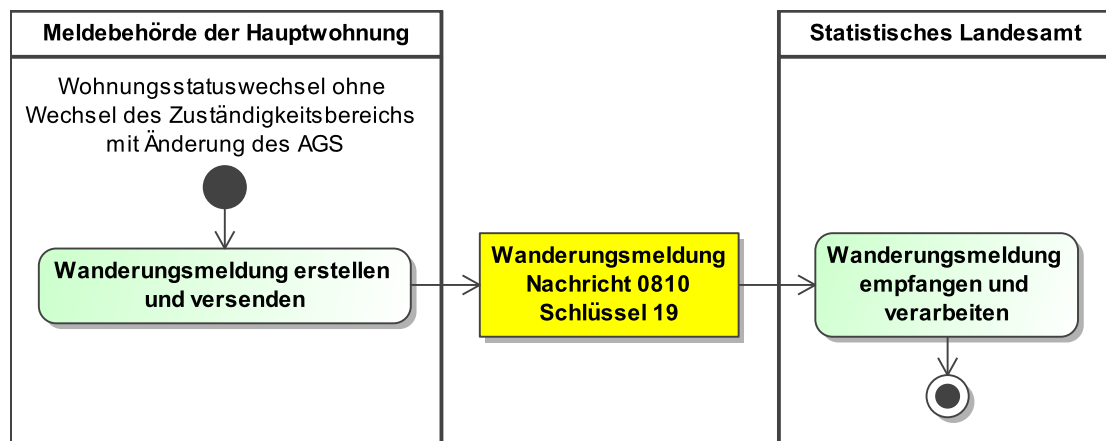 Meldebehörde der Hauptwohnung
Statistisches Landesamt
Wohnungsstatuswechsel ohne
Wechsel des Zuständigkeitsbereichs
mit Änderung des AGS
Wanderungsmeldung erstellen
und versenden
Wanderungsmeldung
Nachricht 0810
Schlüssel 19
Wanderungsmeldung
empfangen und
verarbeiten